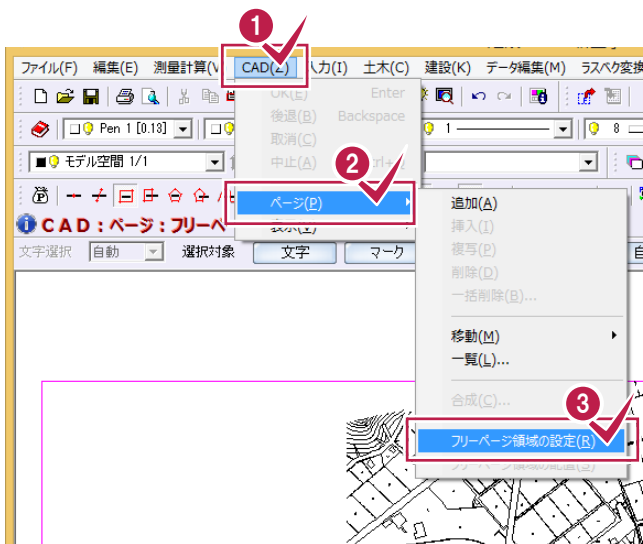 1
ファイル(F) 編集(E) 測量計算(V CAD(Z) 入力(I) 土木(C) 建設(K) データ編集(M) ラスベク変換
OK(E) Enter
Pen 1 [0.13]
後退(B) Backspace
1
8
取消(C)
モデル空間 1/1
中止(A)
2
ページ(P)
追加(A)
CAD:ページ:フリーペ
表示(V)
挿入(I)
文字選択 自動 選択対象 文字 マーク
複写(P)
削除(D)
一括削除(B)...
移動(M)
一覧(L)...
合成(C)...
3
フリーページ領域の設定(R)
フリーページ領域の配置(S)